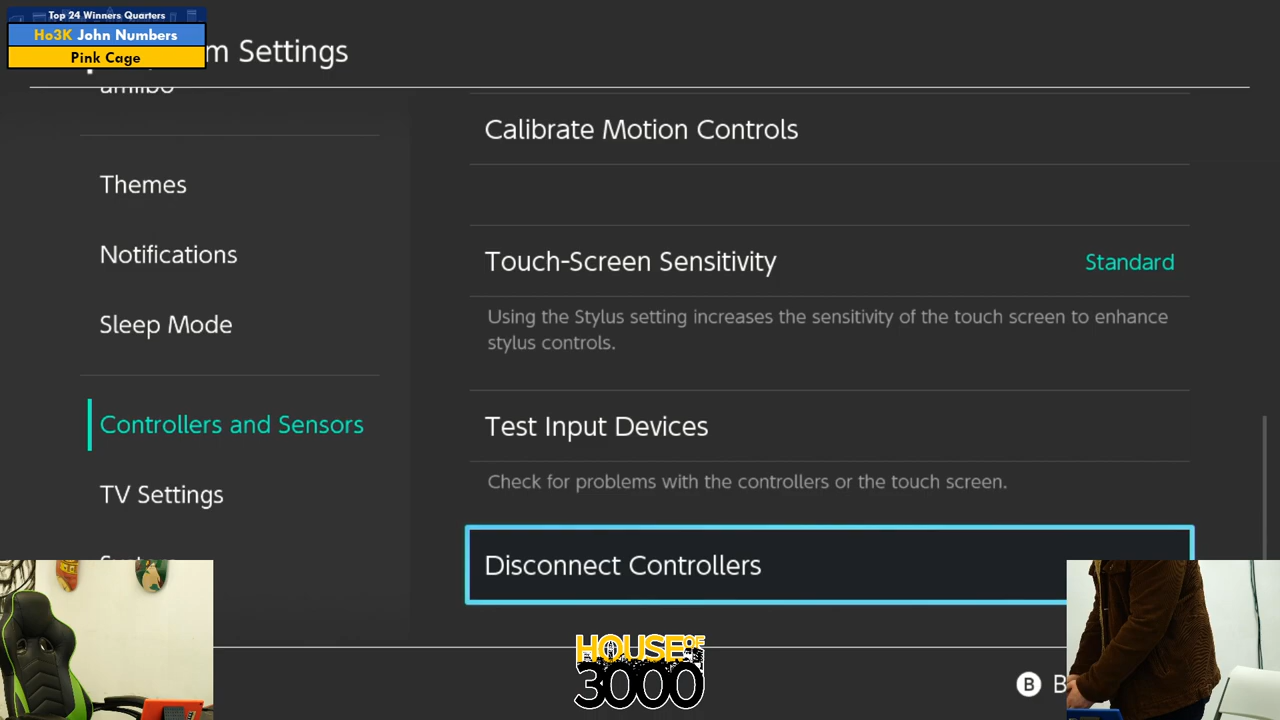 Top 24 Winners Quarters
Ho3K John Numbers
Pink Cage
m Settings
amiibo
Themes
Notifications
Sleep Mode
Controllers and Sensors
TV Settings
Calibrate Motion Controls
Touch-Screen Sensitivity Standard
Using the Stylus setting increases the sensitivity of the touch screen to enhance
stylus controls.
Test Input Devices
Check for problems with the controllers or the touch screen.
Disconnect Controllers
HOUSE OF
3000
B B